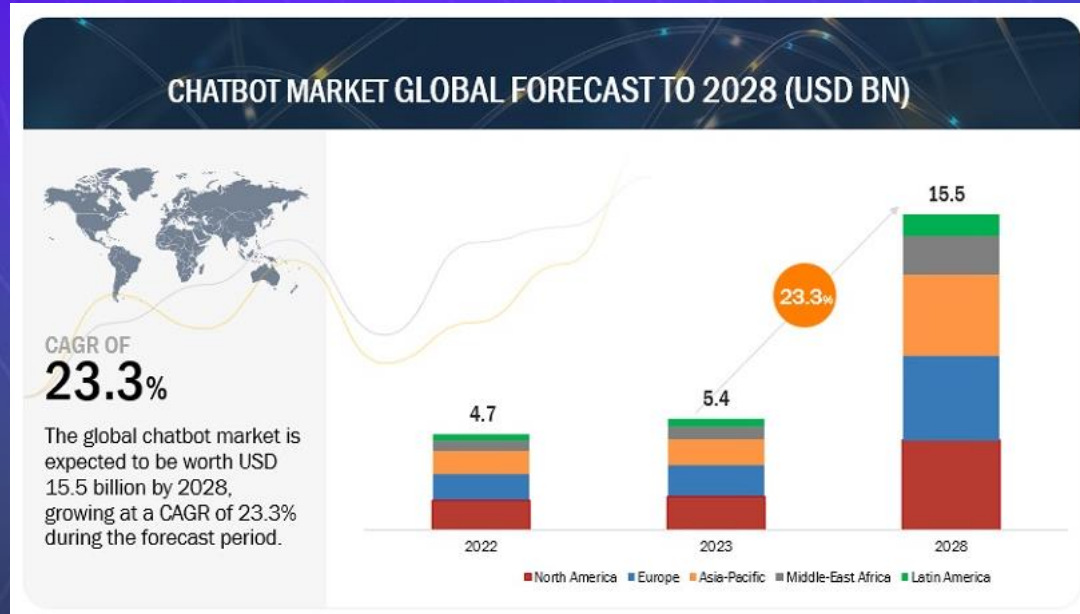 CHATBOT MARKET GLOBAL FORECAST TO 2028 (USD BN)
CAGR OF
23.3%
The global chatbot market is
expected to be worth USD
15.5 billion by 2028,
growing at a CAGR of 23.3%
during the forecast period.
4.7
5.4
23.3%
15.5
2022
2023
2028
North America Europe Asia-Pacific Middle-East Africa Latin America